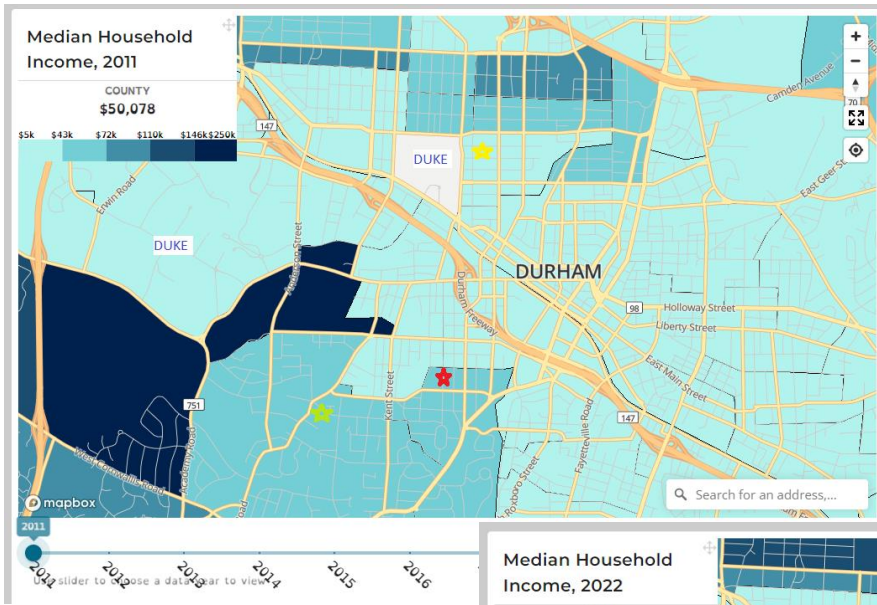 Median Household
Income, 2011
COUNTY
$50,078
$5k $43k $72k $110k $146k $250k
147
DUKE
DUKE
Erwin Road
Anderson Street
Durham Freeway
DURHAM
Camden Avenue
70
East Geer St
98
Holloway Street
Liberty Street
East Main Street
147
Fayetteville Road
Roxboro Street
Kent Street
751
Academy Road
West Cornwallis Road
mapbox
Search for an address,...
2011
2011 2012 2013 2014 2015 2016
Use slider to choose a data year to view
Median Household
Income, 2022